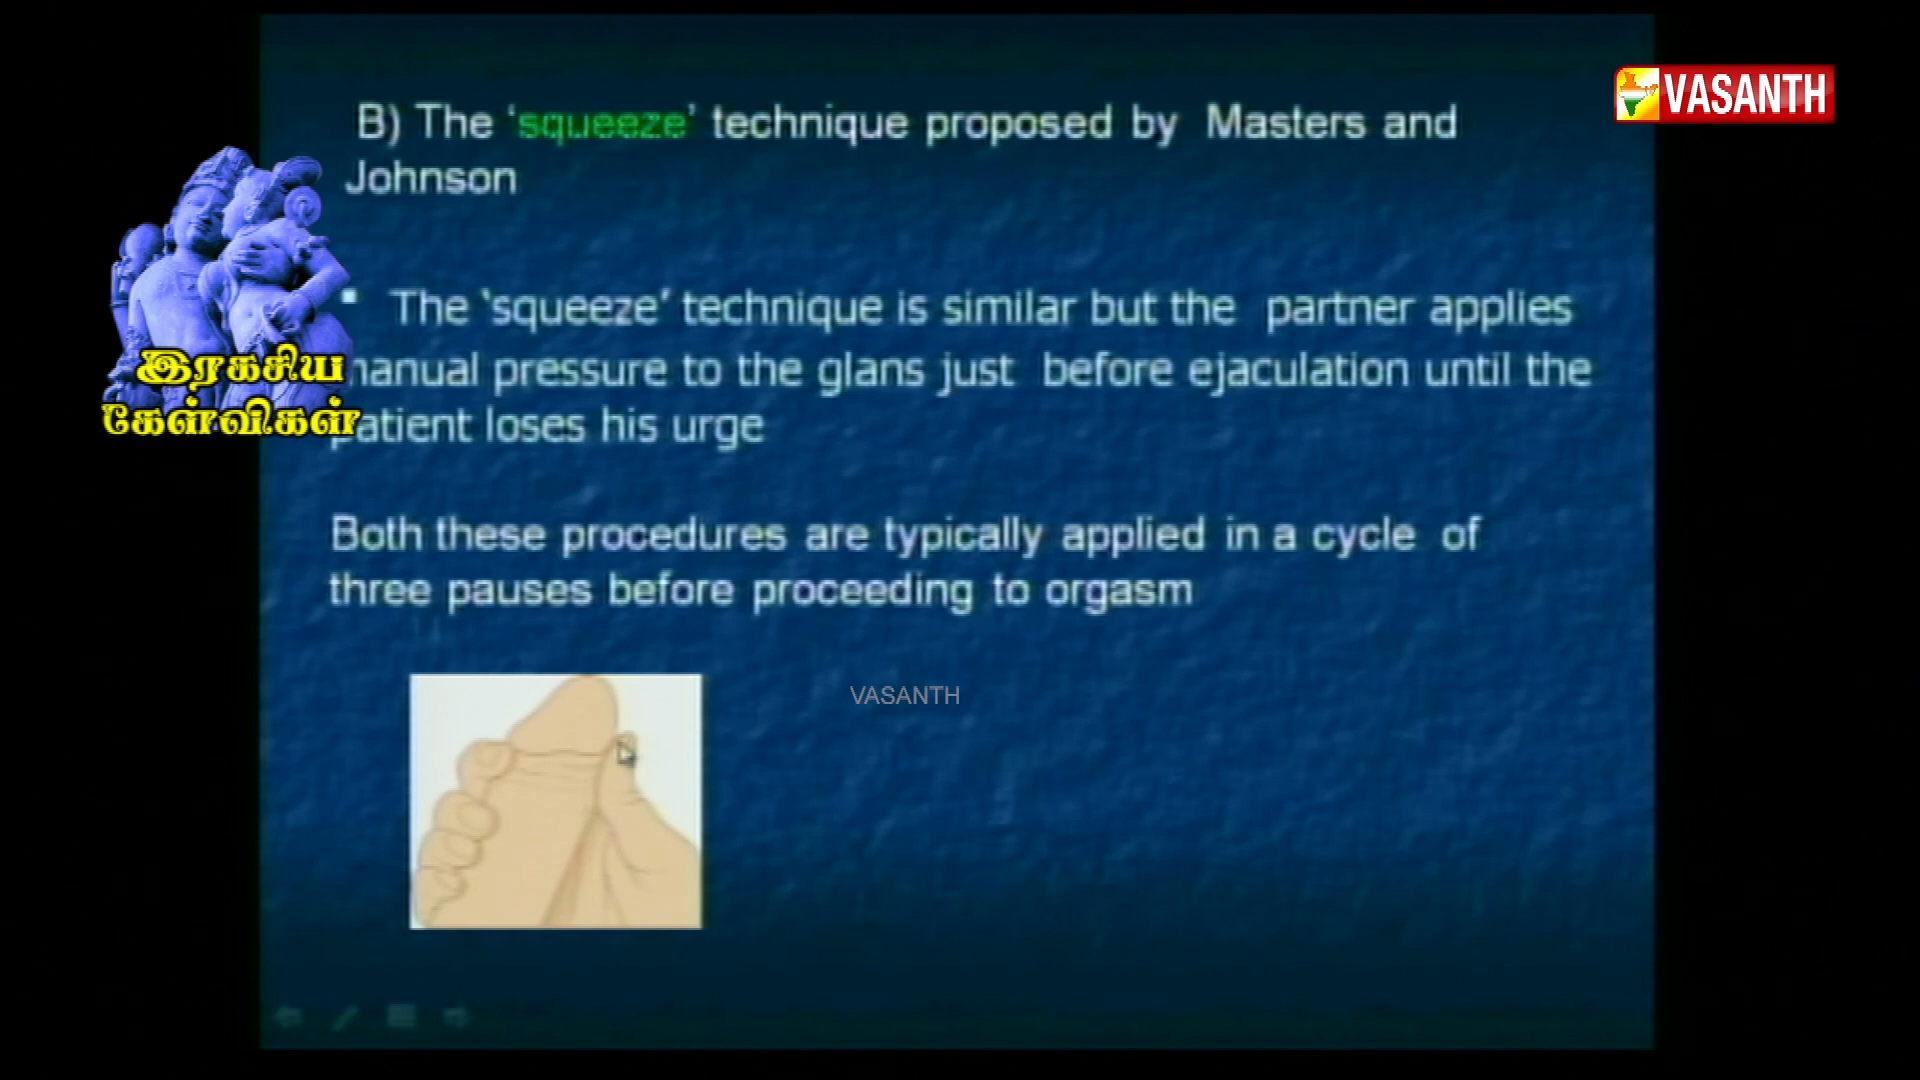 B) The ‘squeeze’ technique proposed by Masters and
Johnson
VASANTH
The ‘squeeze’ technique is similar but the partner applies
manual pressure to the glans just before ejaculation until the
patient loses his urge
இரகசிய
கேள்விகள்
Both these procedures are typically applied in a cycle of
three pauses before proceeding to orgasm
VASANTH